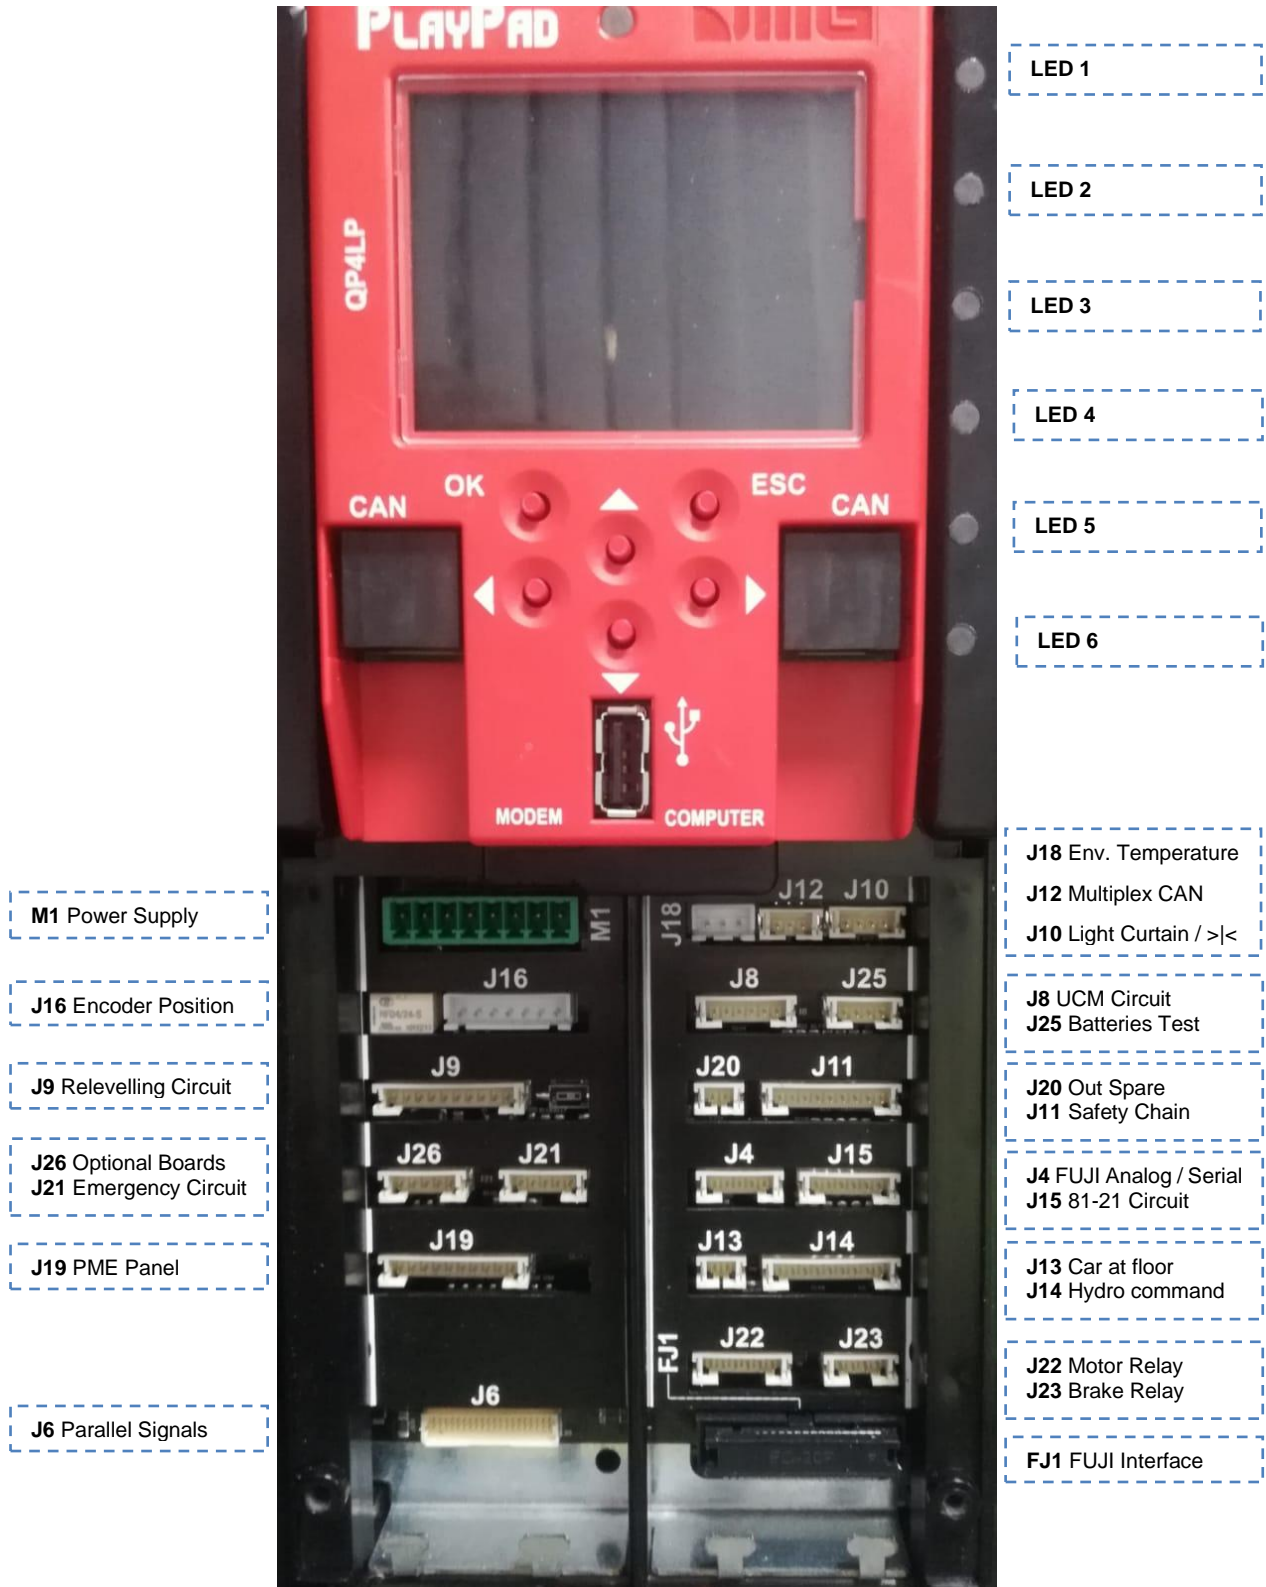 PLAYPAD DMG
LED 1
LED 2
QP4LP
LED 3
LED 4
OK ESC
CAN CAN
LED 5
LED 6
MODEM COMPUTER
J18 Env. Temperature
J12 Multiplex CAN
J10 Light Curtain / >|<
M1 Power Supply
M1
J18
J12 J10
J16 Encoder Position
J16
J8 J25
J8 UCM Circuit
J25 Batteries Test
J9 Relevelling Circuit
J9
J20 J11
J20 Out Spare
J11 Safety Chain
J26 Optional Boards
J21 Emergency Circuit
J26 J21
J4 J15
J4 FUJI Analog / Serial
J15 81-21 Circuit
J19 PME Panel
J19
J13 J14
J13 Car at floor
J14 Hydro command
FJ1
J22 J23
J22 Motor Relay
J23 Brake Relay
J6 Parallel Signals
J6
FJ1 FUJI Interface